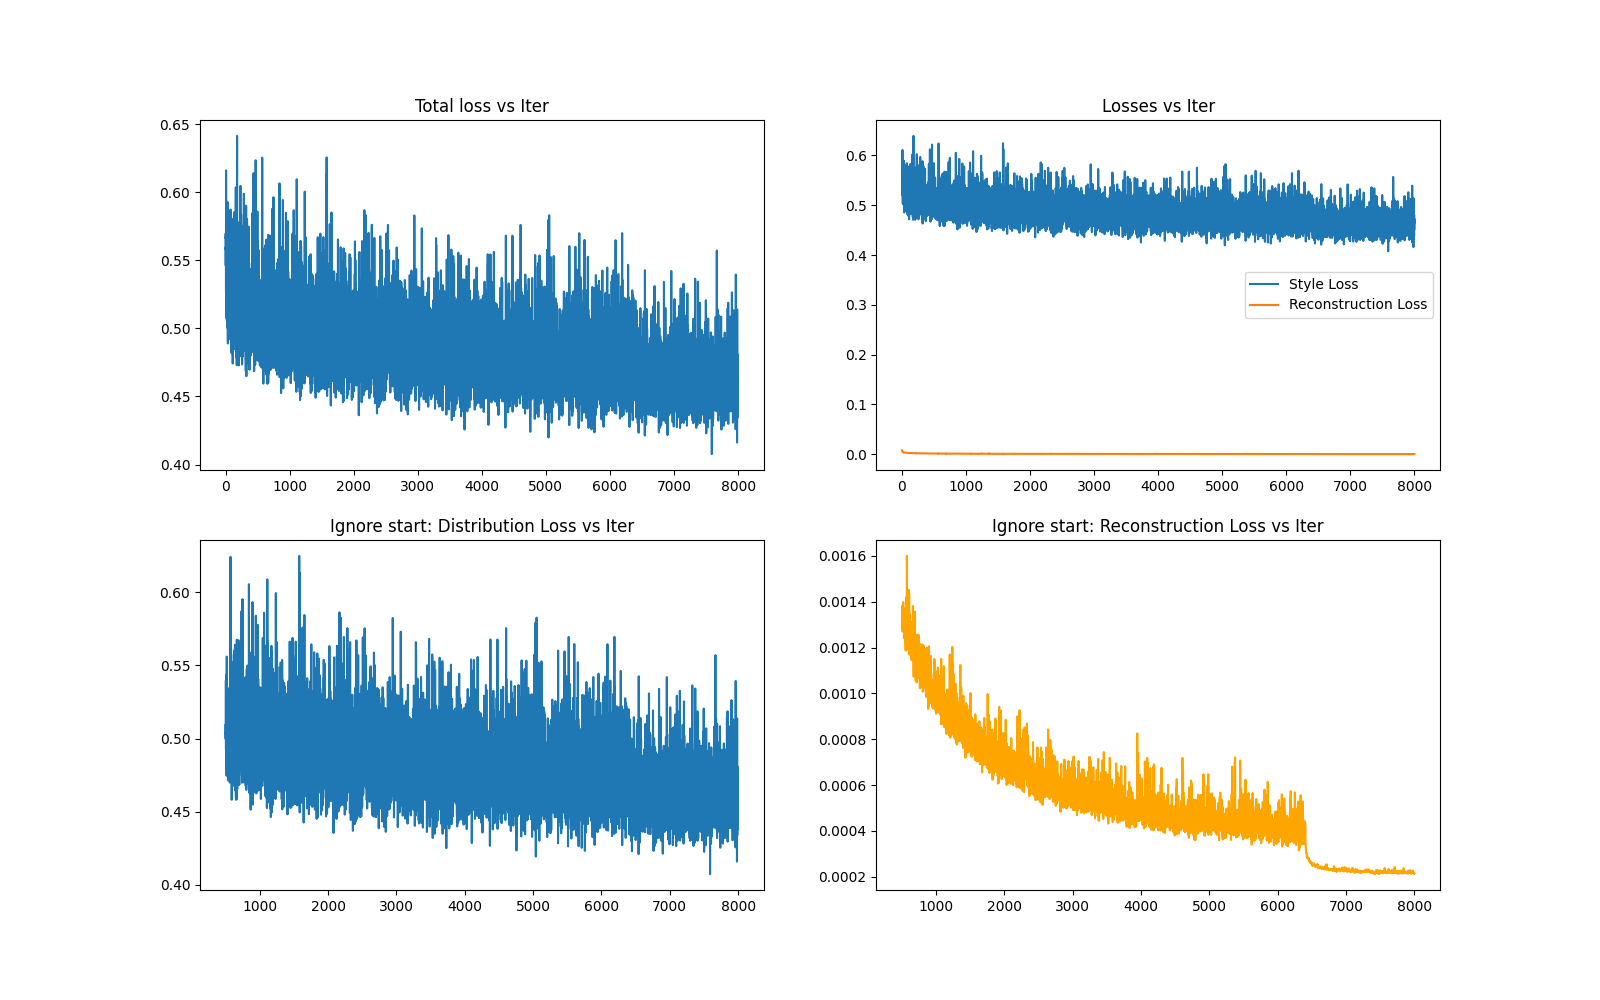 Total loss vs Iter
0.65
0.60
0.55
0.50
0.45
0.40
0 1000 2000 3000 4000 5000 6000 7000 8000
Losses vs Iter
0.6
0.5
0.4
0.3
0.2
0.1
0.0
Style Loss
Reconstruction Loss
0 1000 2000 3000 4000 5000 6000 7000 8000
Ignore start: Distribution Loss vs Iter
0.60
0.55
0.50
0.45
0.40
1000 2000 3000 4000 5000 6000 7000 8000
Ignore start: Reconstruction Loss vs Iter
0.0016
0.0014
0.0012
0.0010
0.0008
0.0006
0.0004
0.0002
1000 2000 3000 4000 5000 6000 7000 8000